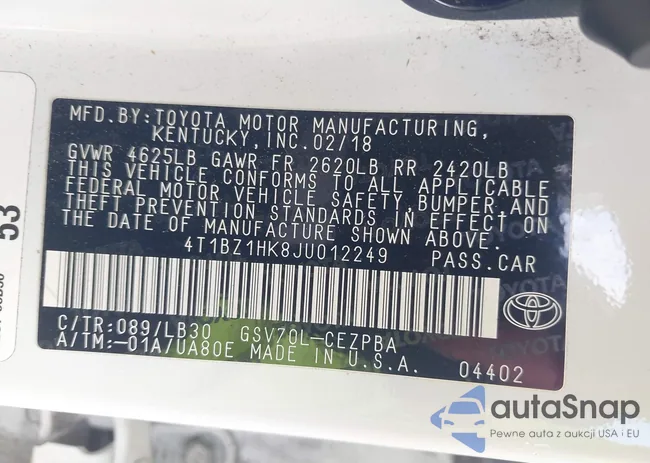 MFD.BY:TOYOTA MOTOR MANUFACTURING,
KENTUCKY, INC. 02/18
GVWR 4625LB GAWR FR 2620LB RR 2420LB
THIS VEHICLE CONFORMS TO ALL APPLICABLE
FEDERAL MOTOR VEHICLE SAFETY, BUMPER, AND
THEFT PREVENTION STANDARDS IN EFFECT ON
THE DATE OF MANUFACTURE SHOWN ABOVE.
4T1BZ1HK8JU012249 PASS.CAR
C/TR:089/LB30 GSV70L-CEZPBA
A/TM:-01A/UA80E MADE IN U.S.A.
04402
53
autaSnap
Pewne auta z aukcji USA i EU